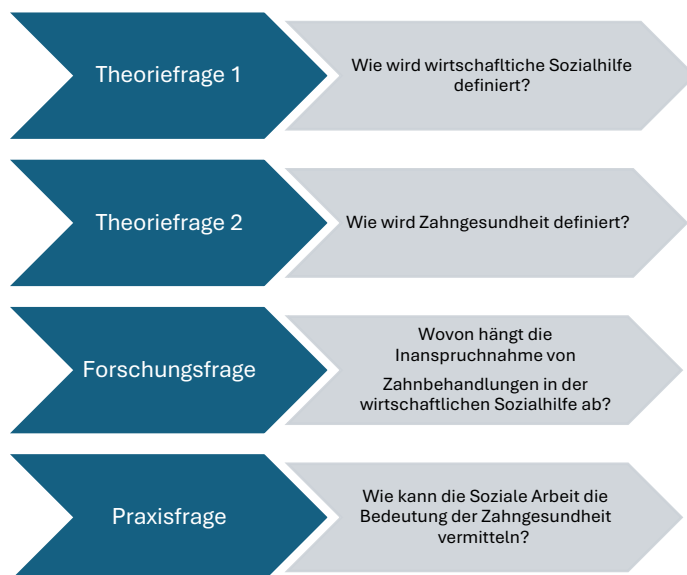 Theoriefrage 1
Wie wird wirtschafltiche Sozialhilfe
definiert?
Theoriefrage 2
Wie wird Zahngesundheit definiert?
Forschungsfrage
Wovon hängt die
Inanspruchnahme von
Zahnbehandlungen in der
wirtschaftlichen Sozialhilfe ab?
Praxisfrage
Wie kann die Soziale Arbeit die
Bedeutung der Zahngesundheit
vermitteln?